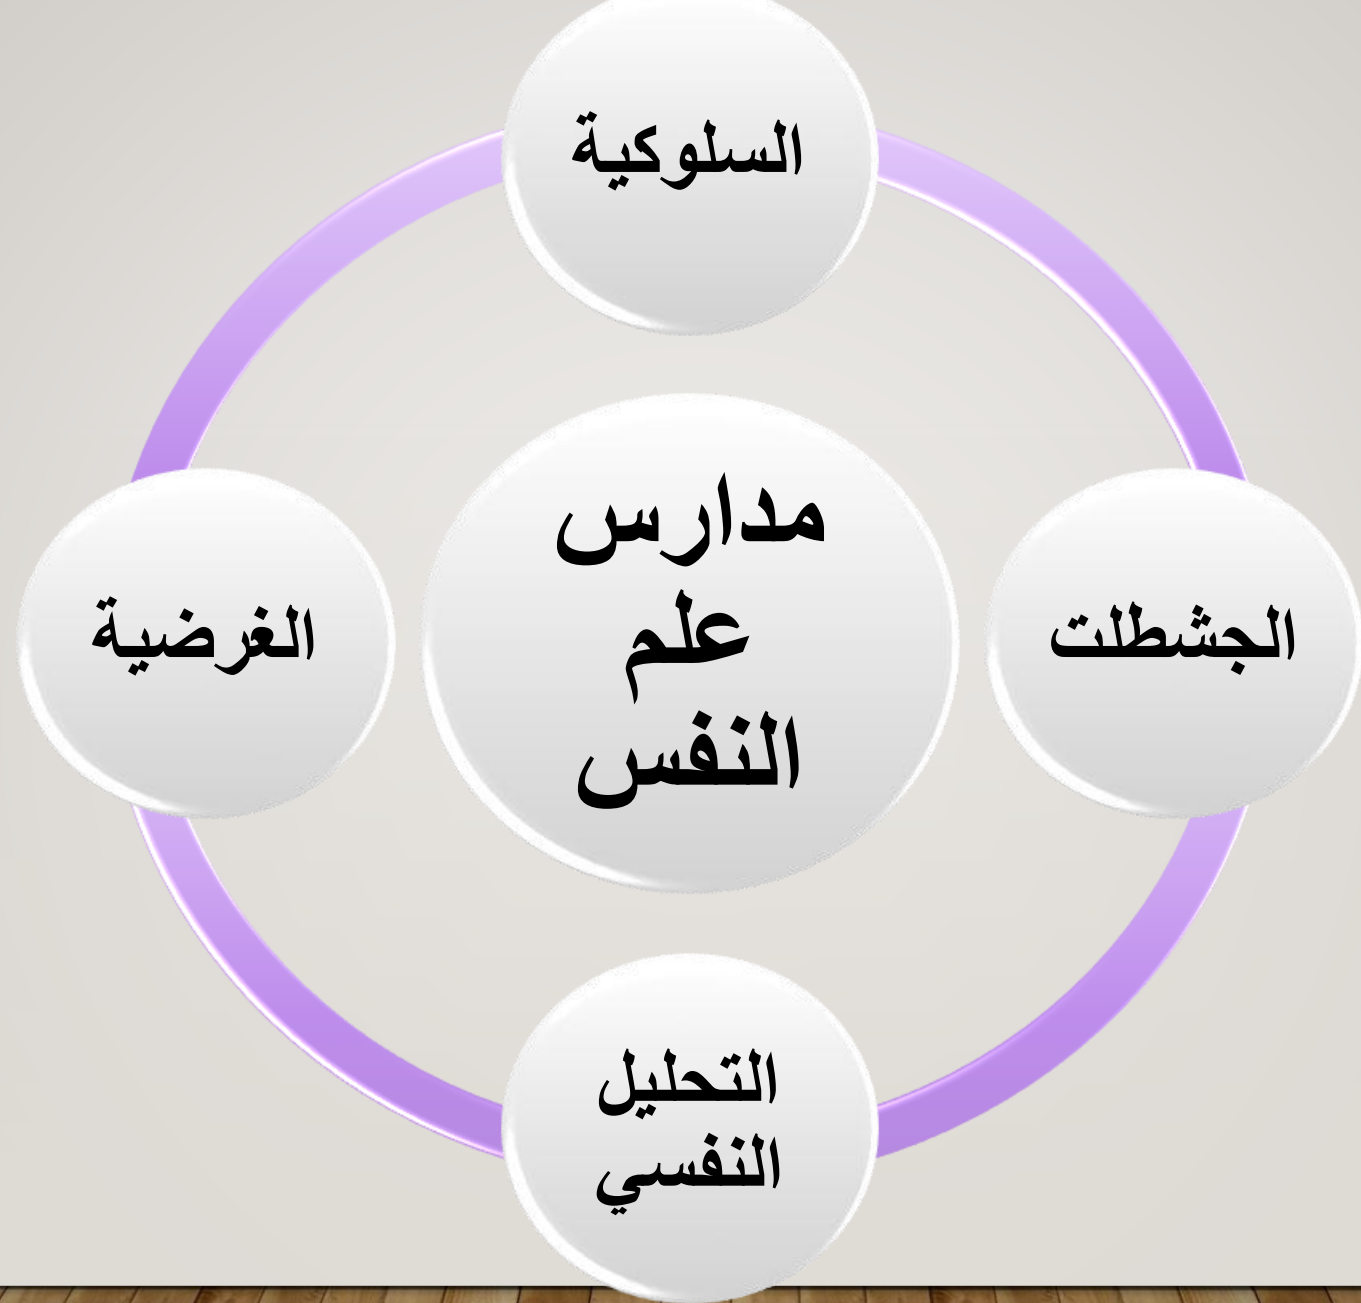 السلوكية
مدارس
علم
النفس
الجشطلت
الغرضية
التحليل
النفسي